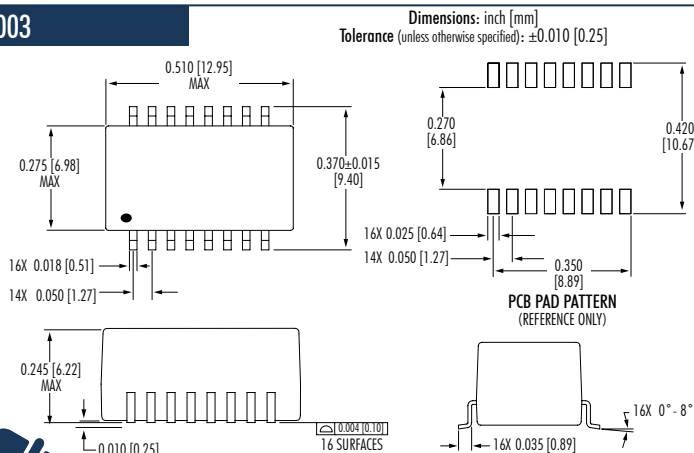 003
Dimensions: inch [mm]
Tolerance (unless otherwise specified): ±0.010 [0.25]
0.510 [12.95]
MAX
0.275 [6.98]
MAX
0.370±0.015
[9.40]
16X 0.018 [0.51]
14X 0.050 [1.27]
0.270
[6.86]
0.420
[10.67
16X 0.025 [0.64]
14X 0.050 [1.27]
0.350
[8.89]
PCB PAD PATTERN
(REFERENCE ONLY)
0.245 [6.22]
MAX
0.010 [0.25]
0.004 [0.10]
16 SURFACES
16X 0°- 8°
16X 0.035 [0.89]